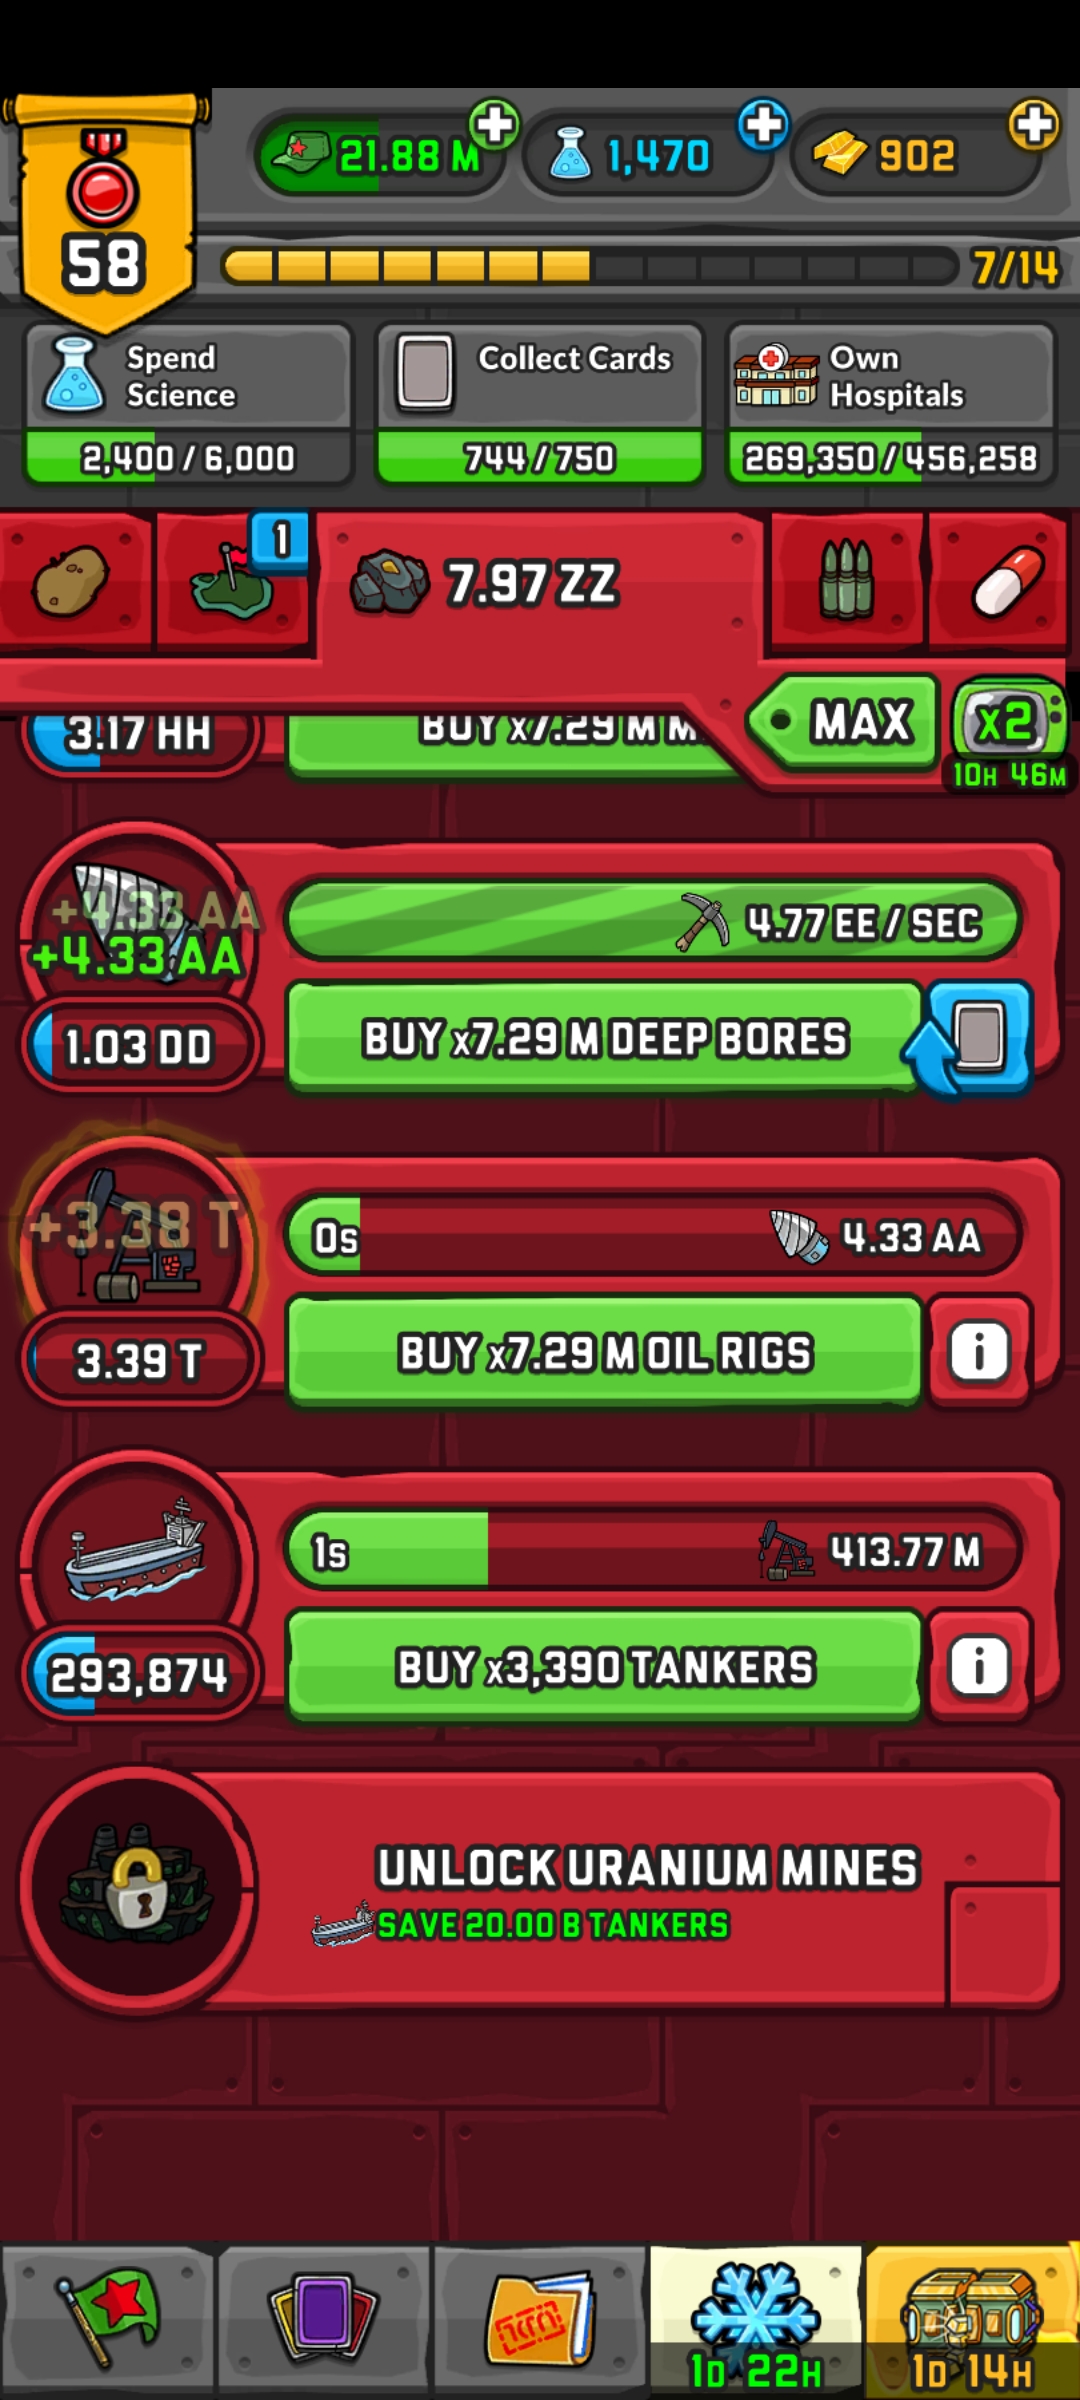 21.88 M
1,470
902
58
7/14
Spend
Science
Collect Cards
Own
Hospitals
2,400 / 6,000
744 / 750
269,350 / 456,258
1
7.97 ZZ
MAX
x2
10H 46M
3.17 HH
BUY x7.29 M M
+4.33 AA
+4.33 AA
4.77 EE / SEC
1.03 DD
BUY x7.29 M DEEP BORES
+3.38 T
0s
4.33 AA
3.39 T
BUY x7.29 M OIL RIGS
i
1s
413.77 M
293,874
BUY x3,390 TANKERS
i
UNLOCK URANIUM MINES
SAVE 20.00 B TANKERS
1D 22H
1D 14H